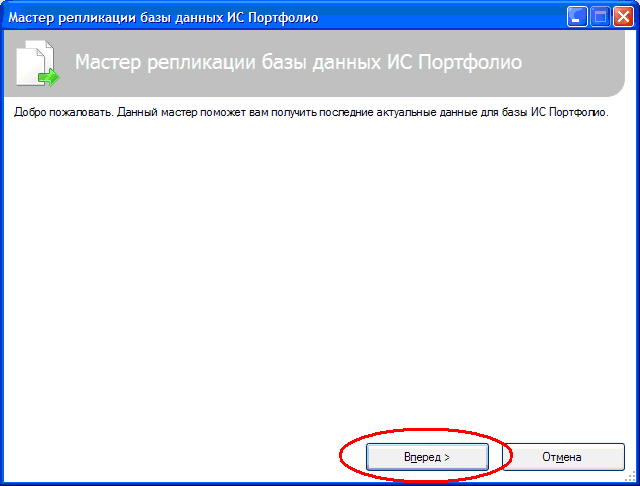 Мастер репликации базы данных ИС Портфолио
Мастер репликации базы данных ИС Портфолио
Добро пожаловать. Данный мастер поможет вам получить последние актуальные данные для базы ИС Портфолио.
Вперед >
Отмена